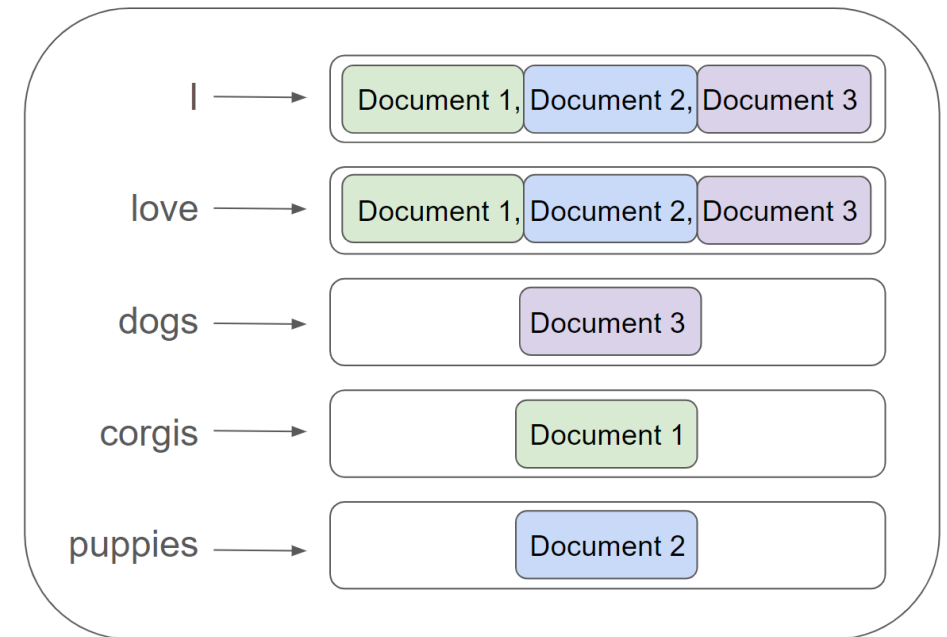 I Document 1, Document 2, Document 3
love Document 1, Document 2, Document 3
dogs Document 3
corgis Document 1
puppies Document 2